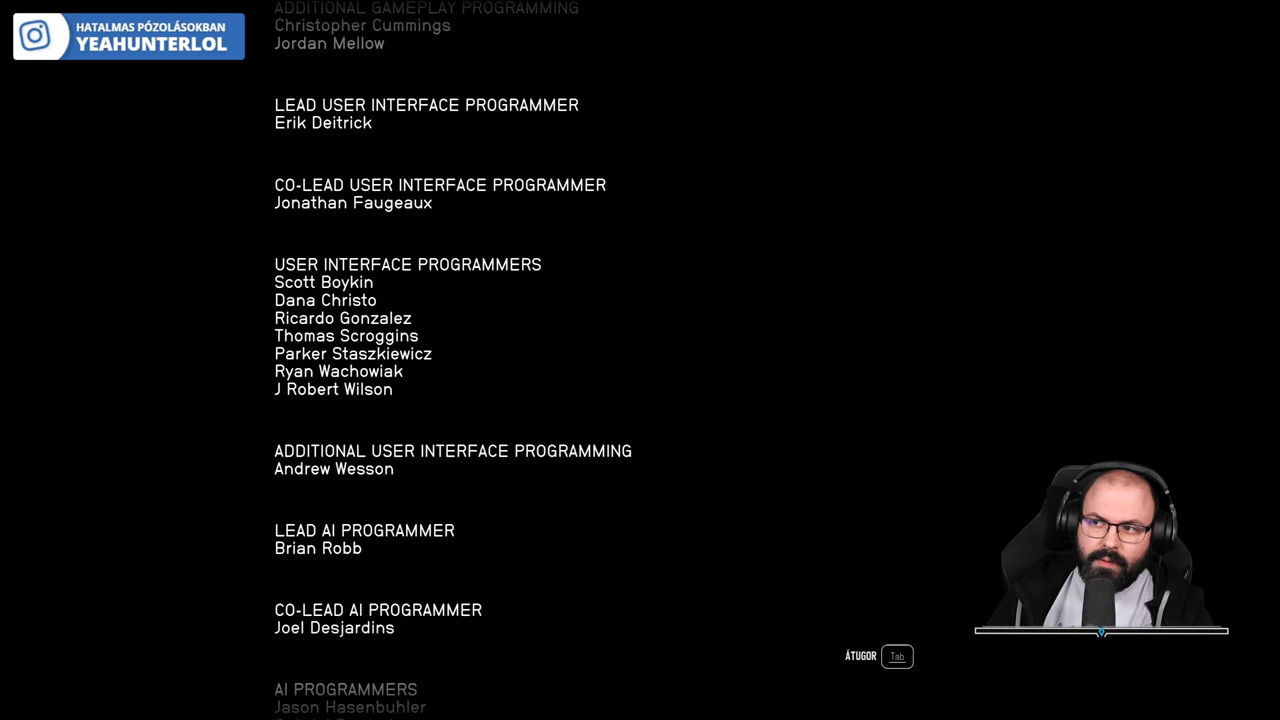 HATALMAS PÓZOLÁSOKBAN
YEAHUNTERLOL
ADDITIONAL GAMEPLAY PROGRAMMING
Christopher Cummings
Jordan Mellow
LEAD USER INTERFACE PROGRAMMER
Erik Deitrick
CO-LEAD USER INTERFACE PROGRAMMER
Jonathan Faugeaux
USER INTERFACE PROGRAMMERS
Scott Boykin
Dana Christo
Ricardo Gonzalez
Thomas Scroggins
Parker Staszkiewicz
Ryan Wachowiak
J Robert Wilson
ADDITIONAL USER INTERFACE PROGRAMMING
Andrew Wesson
LEAD AI PROGRAMMER
Brian Robb
CO-LEAD AI PROGRAMMER
Joel Desjardins
ÁTUGOR Tab
AI PROGRAMMERS
Jason Hasenbuhler